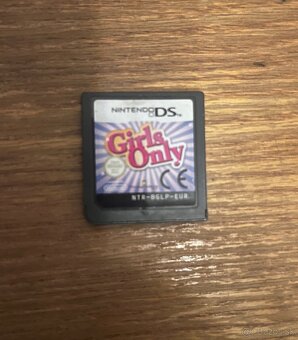 NINTENDO DS
Girls
Only
CE
NTR-BGLP-EUR